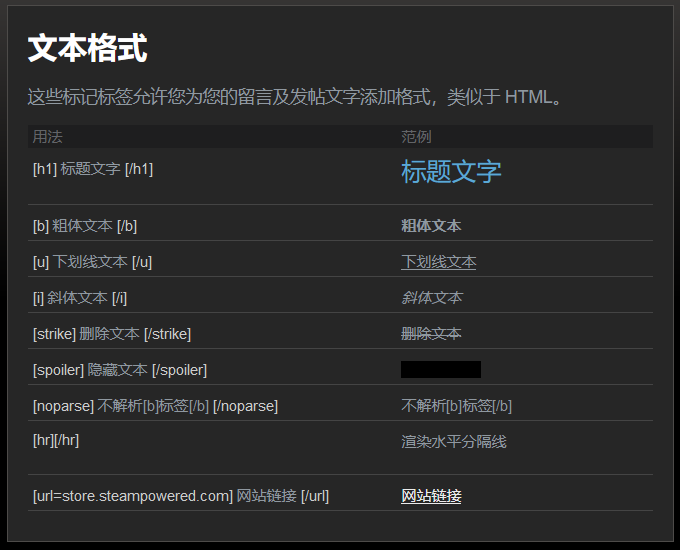 文本格式
这些标记标签允许您为您的留言及发帖文字添加格式，类似于 HTML。
用法 范例
[h1] 标题文字 [/h1] 标题文字
[b] 粗体文本 [/b] 粗体文本
[u] 下划线文本 [/u] 下划线文本
[i] 斜体文本 [/i] 斜体文本
[strike] 删除文本 [/strike] 删除文本
[spoiler] 隐藏文本 [/spoiler]
[noparse] 不解析[b]标签[/b] [/noparse] 不解析[b]标签[/b]
[hr][/hr] 渲染水平分隔线
[url=store.steampowered.com] 网站链接 [/url] 网站链接